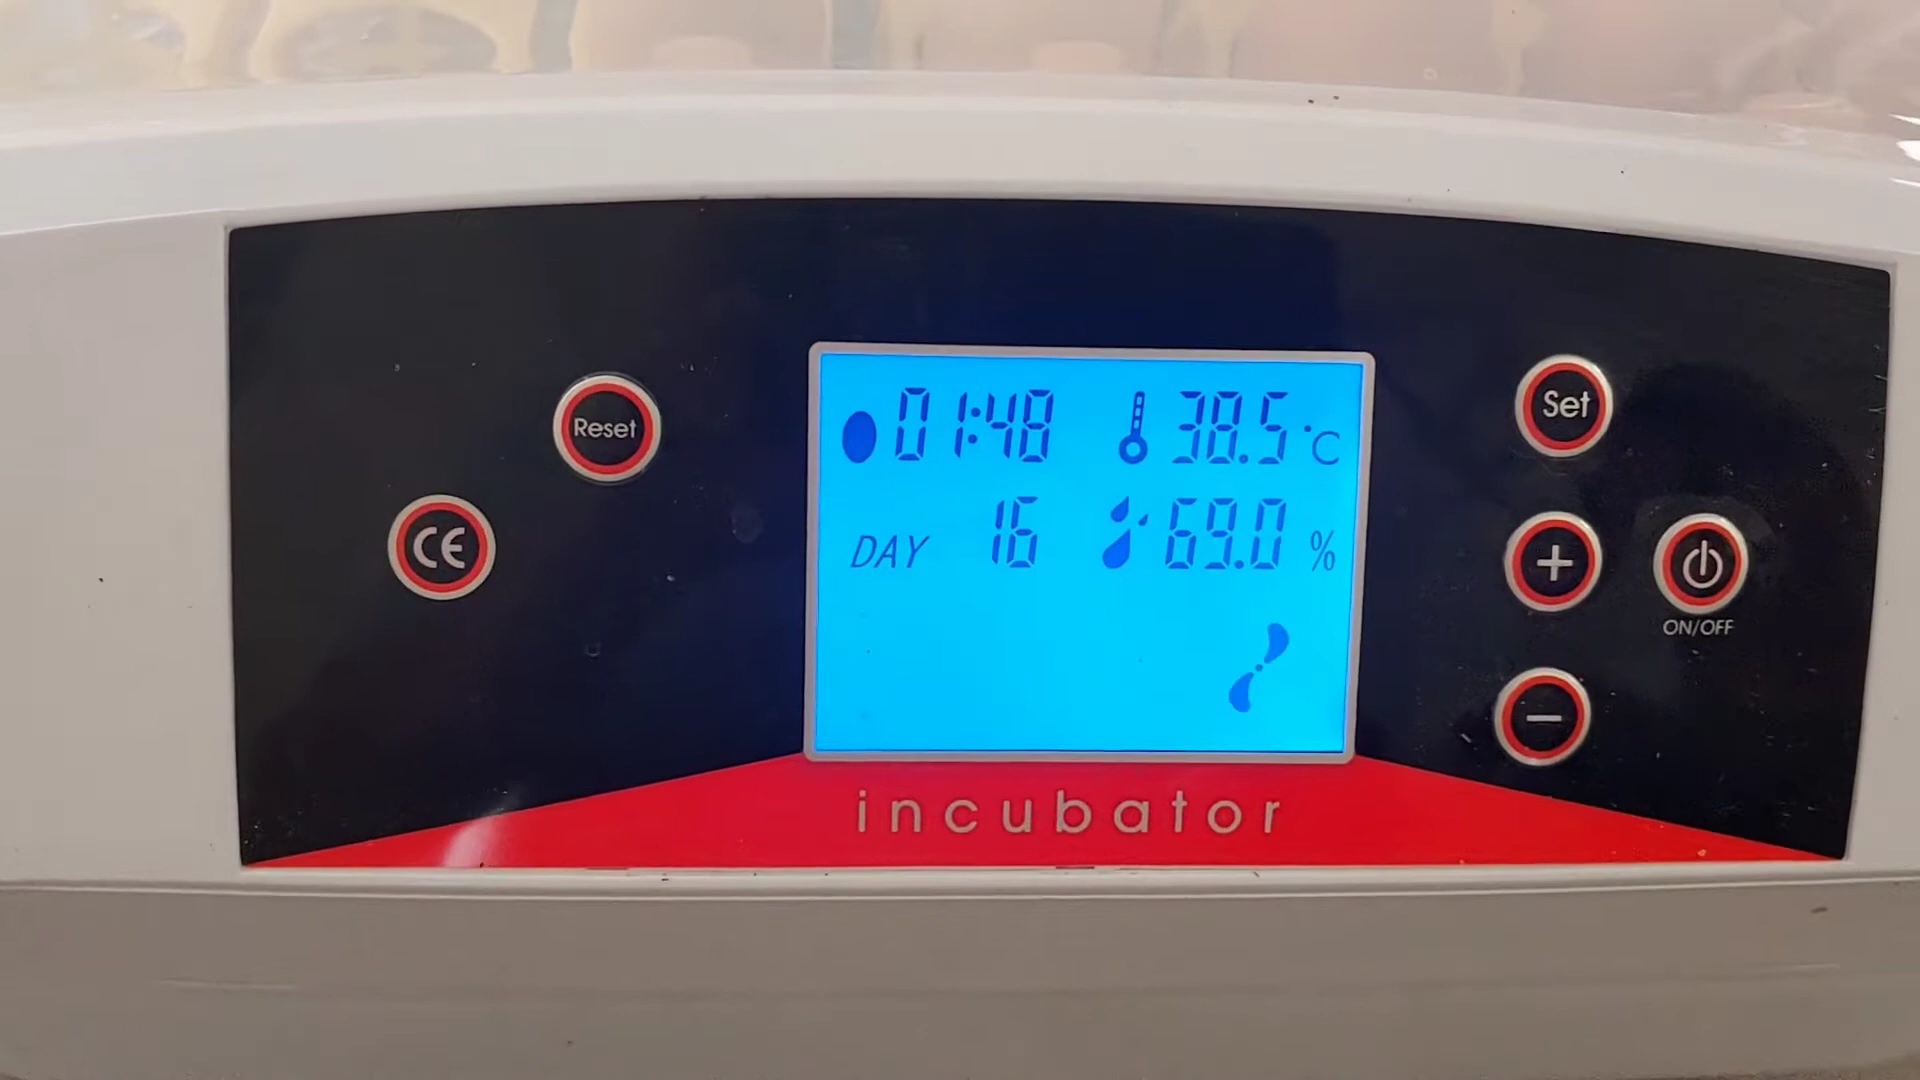 01:48 38.5 °C
DAY 16 69.0 %
Reset
CE
Set
+
ON/OFF
−
incubator